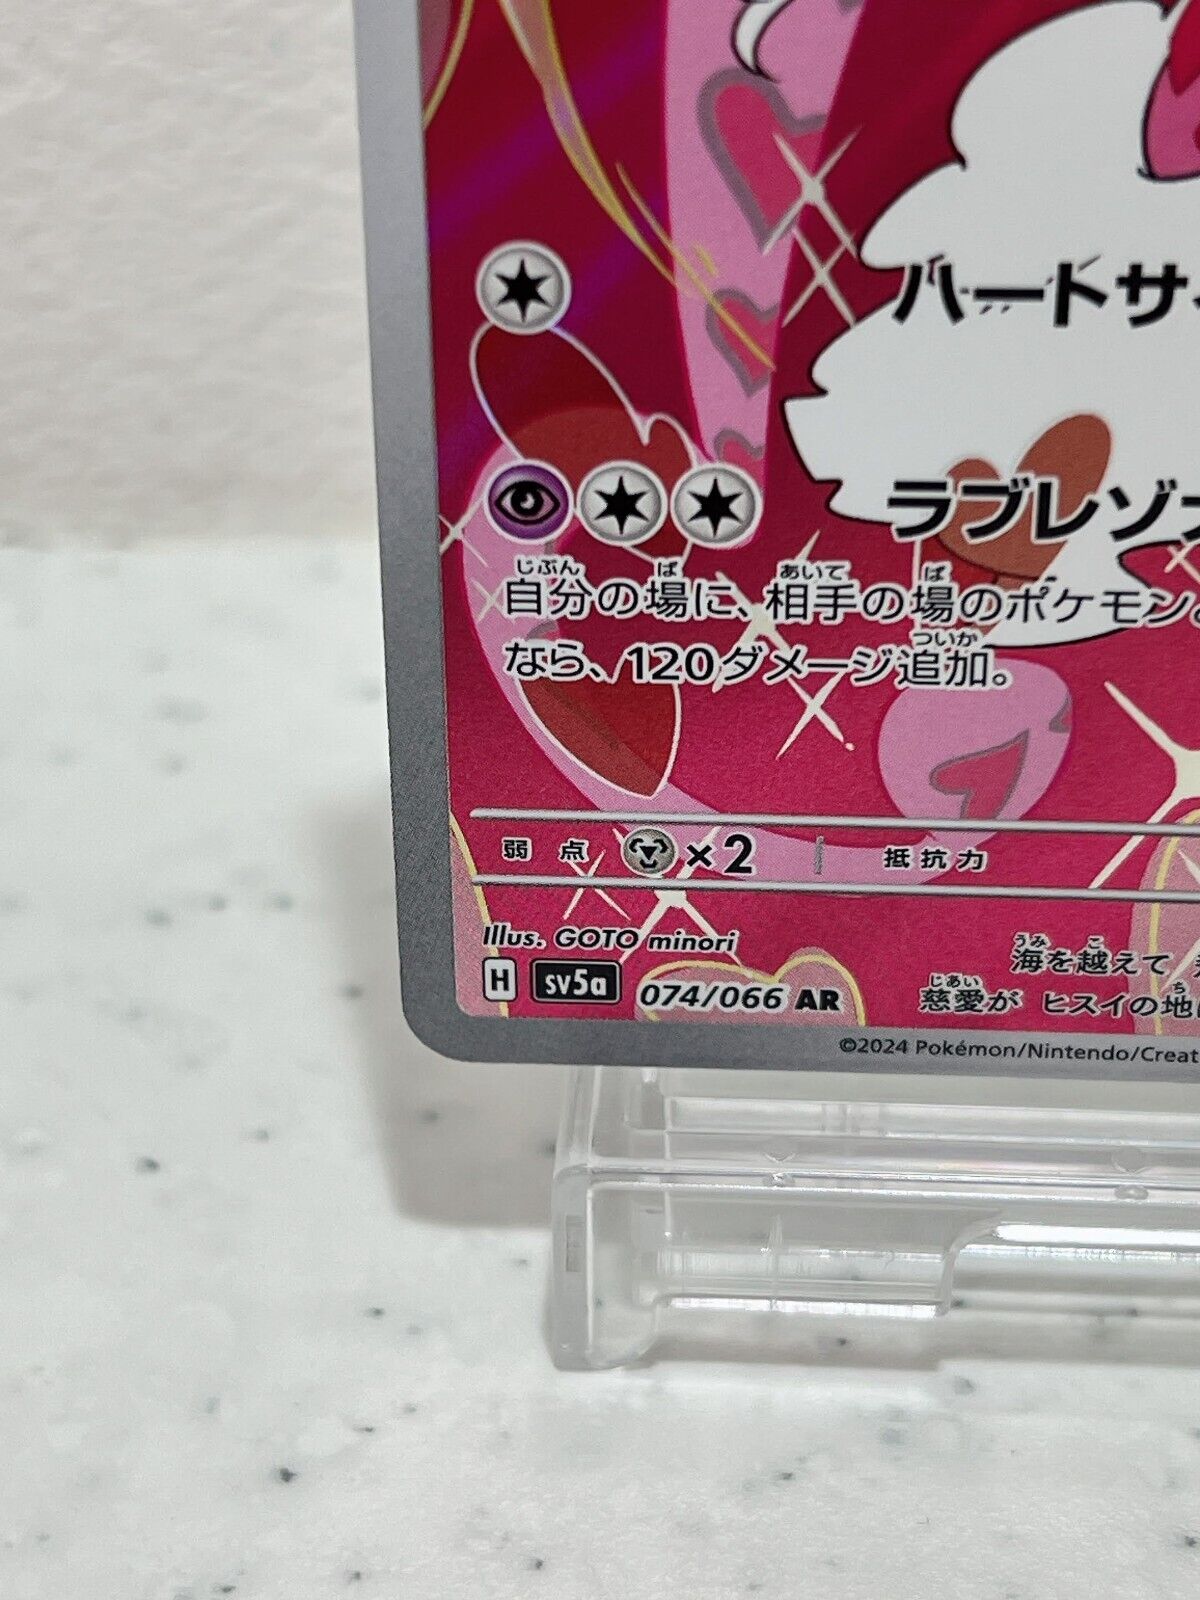 ハートサ
ラブレゾ
じぶん ば あいて ば
自分の場に、相手の場のポケモン
ついか
なら、120ダメージ追加。
弱点 ×2 抵抗力
Illus. GOTO minori
うみ こ
海を越えて
じあい ち
慈愛が ヒスイの地に
H sv5a 074/066 AR
©2024 Pokémon/Nintendo/Creat